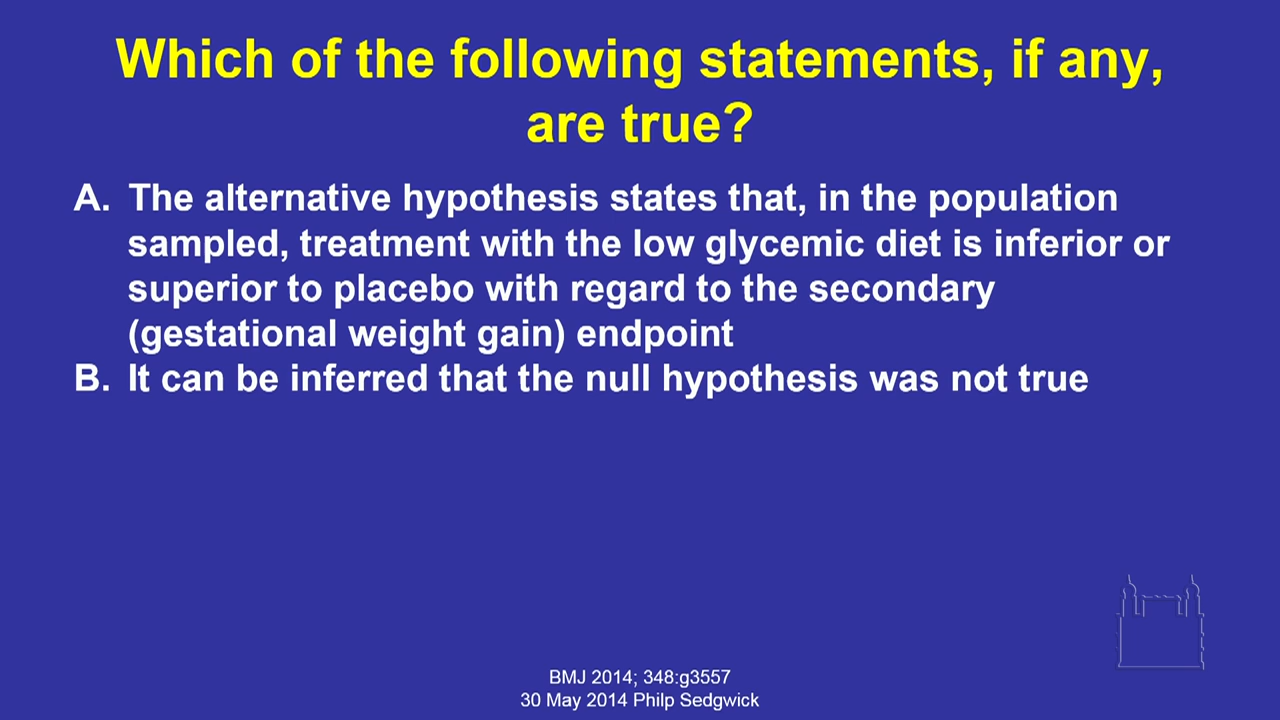 Which of the following statements, if any,
are true?
A. The alternative hypothesis states that, in the population
sampled, treatment with the low glycemic diet is inferior or
superior to placebo with regard to the secondary
(gestational weight gain) endpoint
B. It can be inferred that the null hypothesis was not true
BMJ 2014; 348:g3557
30 May 2014 Philp Sedgwick